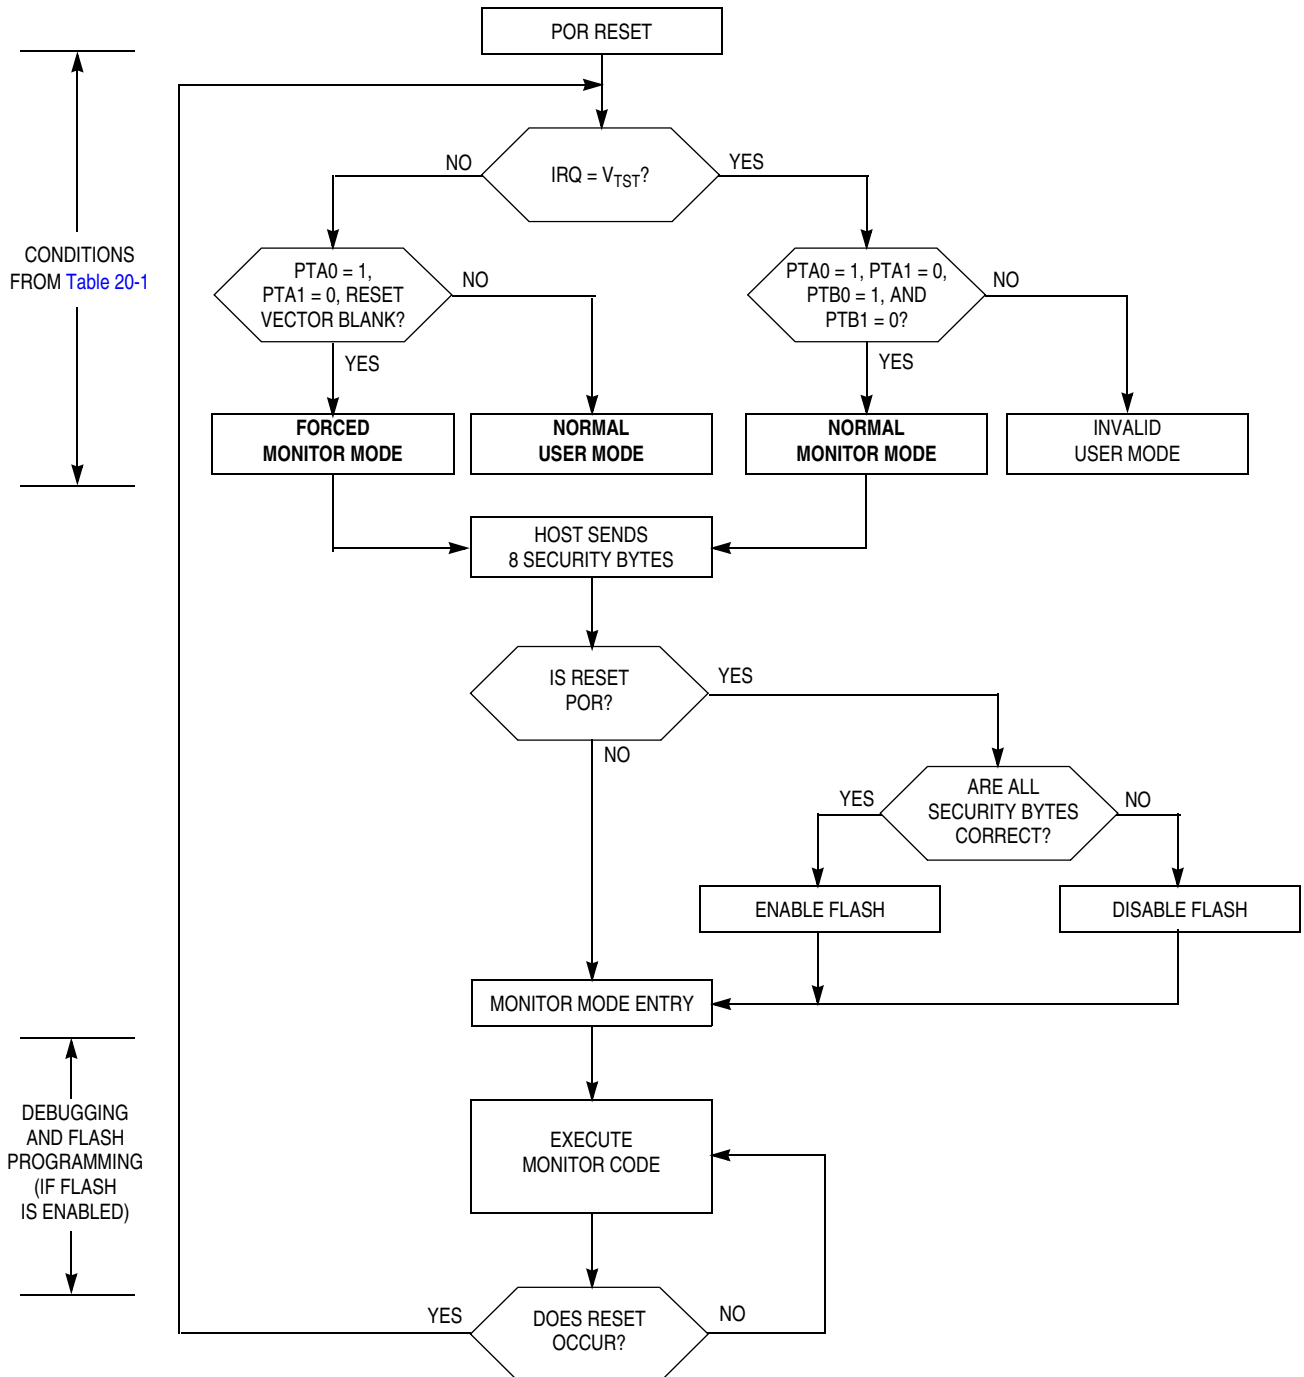 POR RESET
IRQ = VTST?
NO
YES
CONDITIONS
FROM Table 20-1
PTA0 = 1,
PTA1 = 0, RESET
VECTOR BLANK?
NO
YES
PTA0 = 1, PTA1 = 0,
PTB0 = 1, AND
PTB1 = 0?
NO
YES
FORCED
MONITOR MODE
NORMAL
USER MODE
NORMAL
MONITOR MODE
INVALID
USER MODE
HOST SENDS
8 SECURITY BYTES
IS RESET
POR?
YES
NO
ARE ALL
SECURITY BYTES
CORRECT?
YES
NO
ENABLE FLASH
DISABLE FLASH
MONITOR MODE ENTRY
DEBUGGING
AND FLASH
PROGRAMMING
(IF FLASH
IS ENABLED)
EXECUTE
MONITOR CODE
YES
DOES RESET
OCCUR?
NO